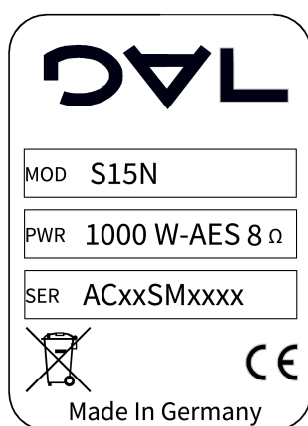 DVL
MOD S15N
PWR 1000 W-AES 8 Ω
SER ACxxSMxxxx
CE
Made In Germany